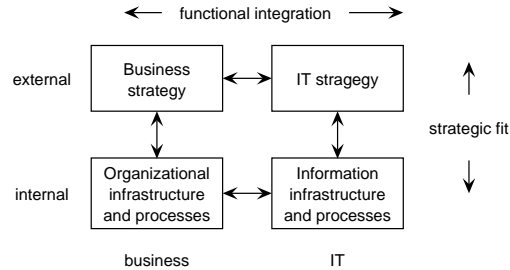 functional integration
external
Business
strategy
IT stragegy
strategic fit
internal
Organizational
infrastructure
and processes
Information
infrastructure
and processes
business
IT